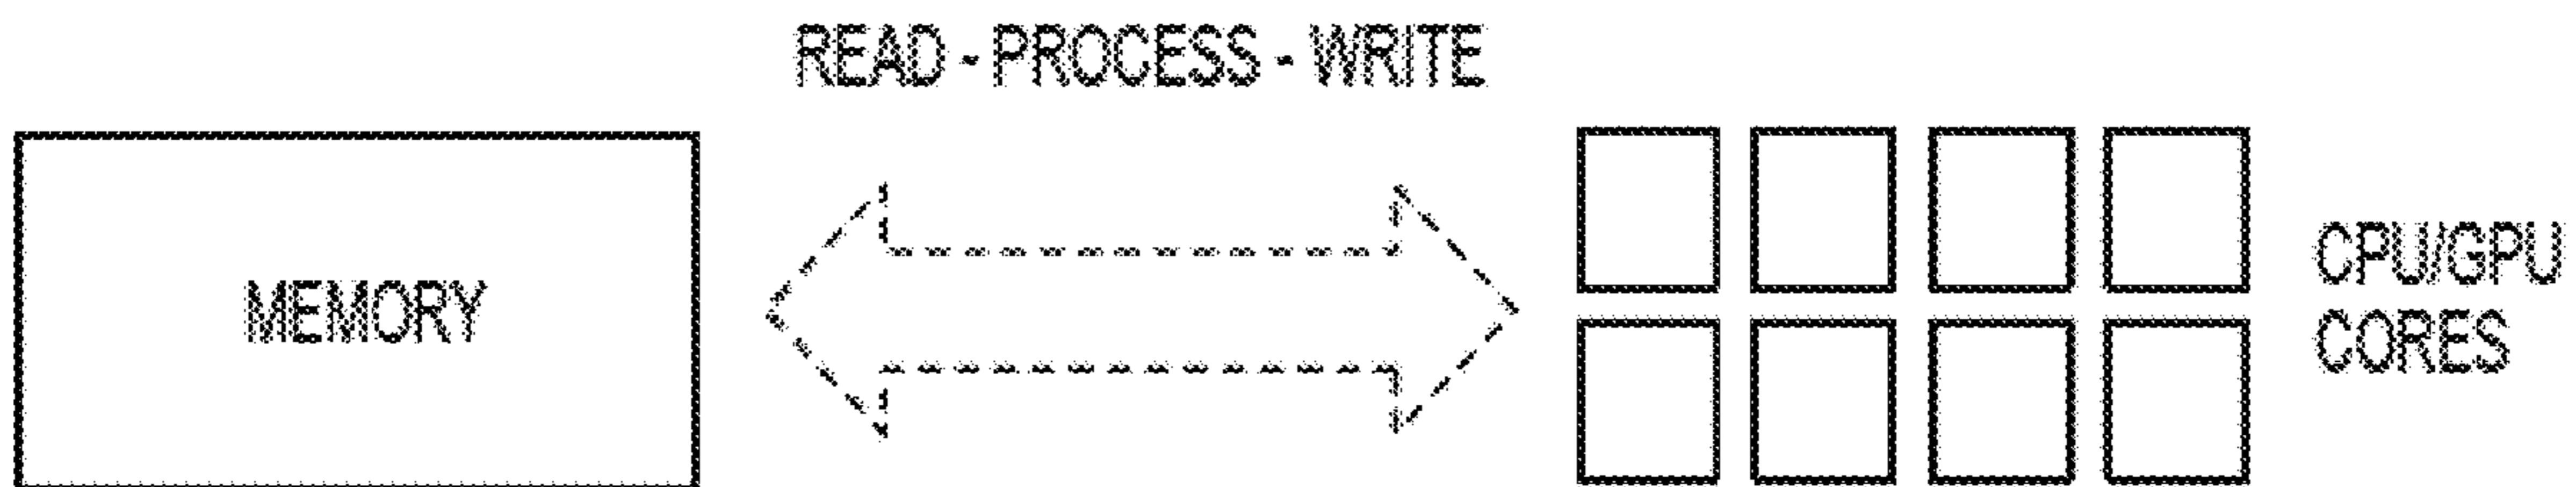 READ - PROCESS - WRITE
MEMORY
CPU/GPU
CORES